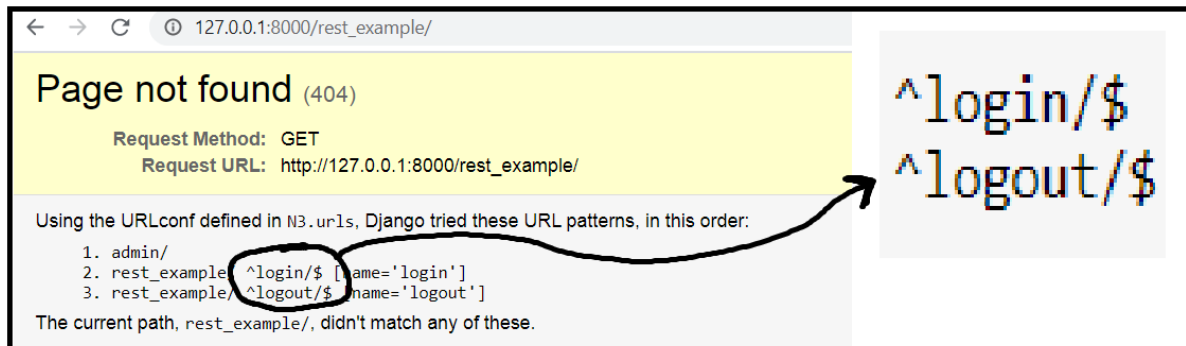 127.0.0.1:8000/rest_example/
Page not found (404)
Request Method: GET
Request URL: http://127.0.0.1:8000/rest_example/
Using the URLconf defined in N3.urls, Django tried these URL patterns, in this order:
1. admin/
2. rest_example/ ^login/$ [name='login']
3. rest_example/ ^logout/$ [name='logout']
The current path, rest_example/, didn't match any of these.
^login/$
^logout/$